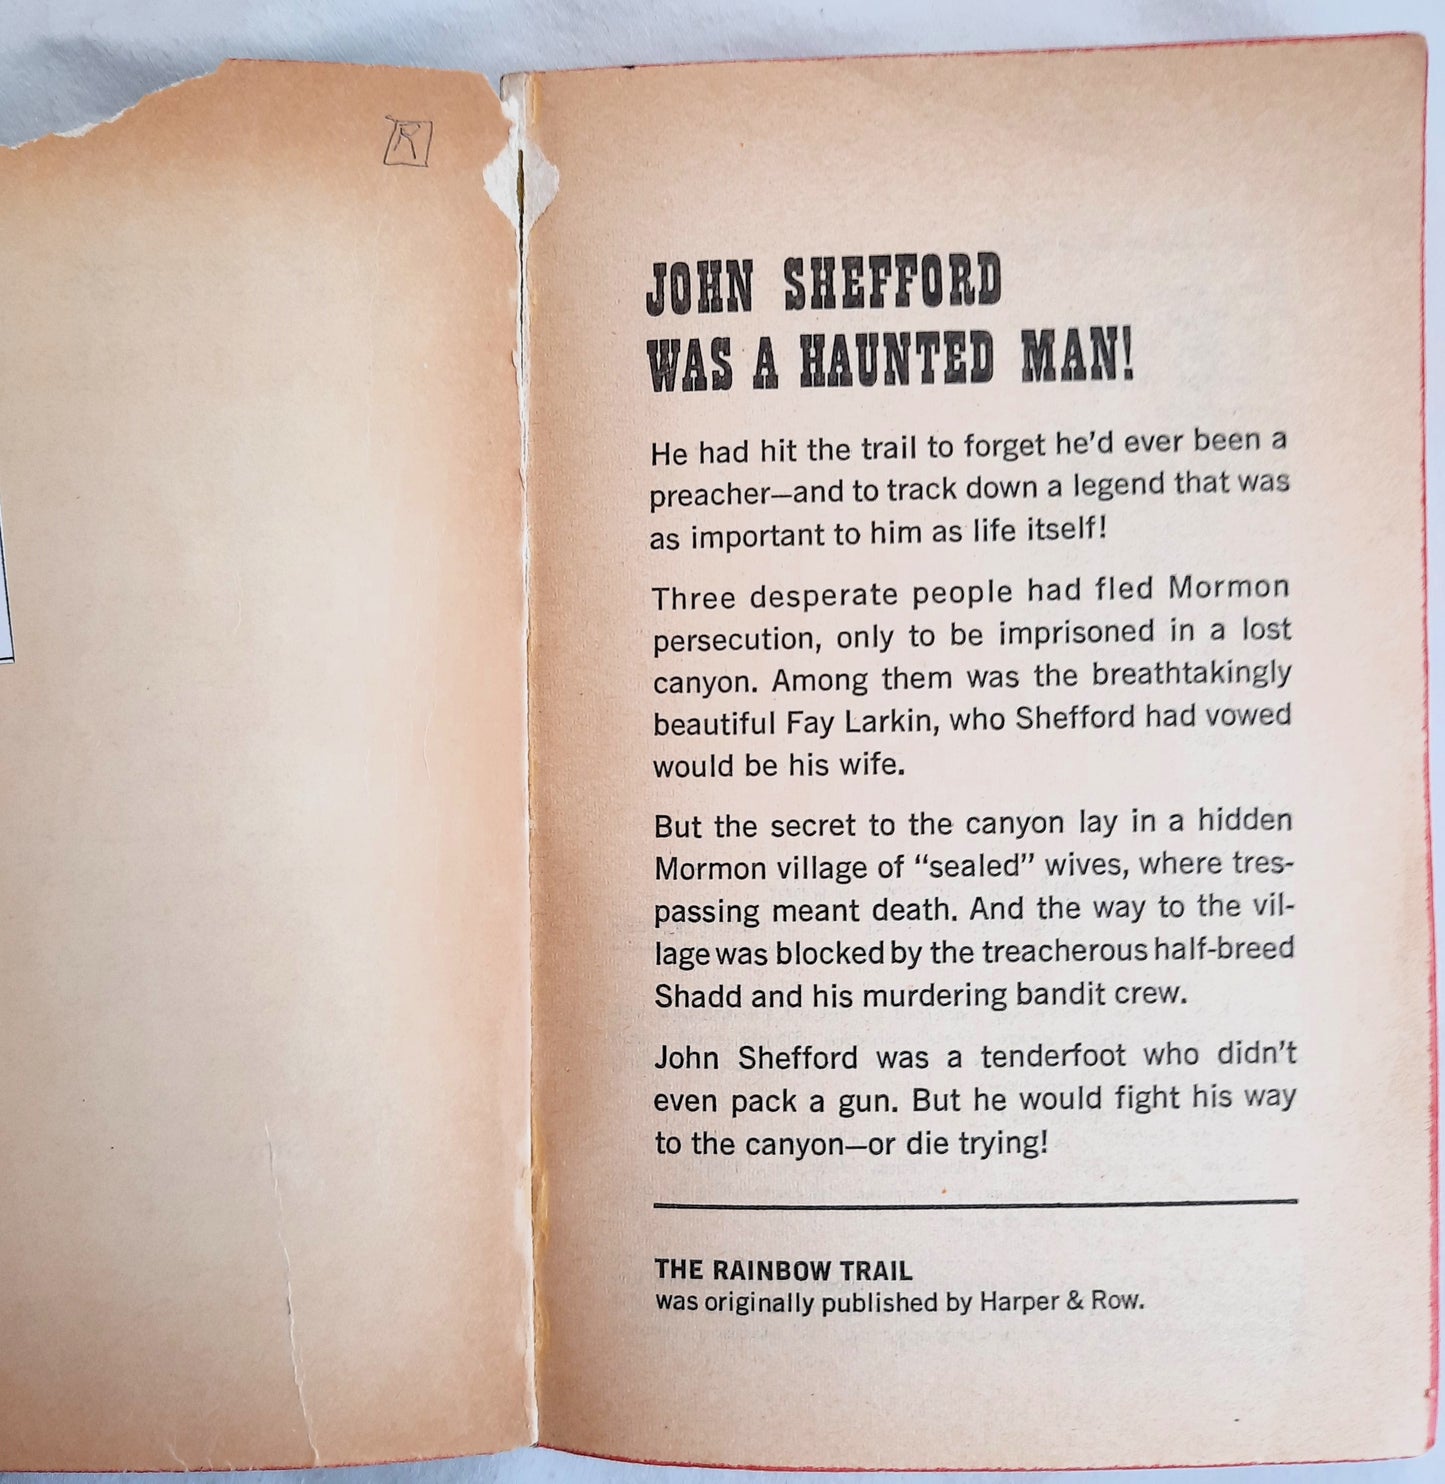 R
JOHN SHEFFORD
WAS A HAUNTED MAN!
He had hit the trail to forget he'd ever been a
preacher—and to track down a legend that was
as important to him as life itself!
Three desperate people had fled Mormon
persecution, only to be imprisoned in a lost
canyon. Among them was the breathtakingly
beautiful Fay Larkin, who Shefford had vowed
would be his wife.
But the secret to the canyon lay in a hidden
Mormon village of “sealed” wives, where tres-
passing meant death. And the way to the vil-
lage was blocked by the treacherous half-breed
Shadd and his murdering bandit crew.
John Shefford was a tenderfoot who didn't
even pack a gun. But he would fight his way
to the canyon—or die trying!
THE RAINBOW TRAIL
was originally published by Harper & Row.